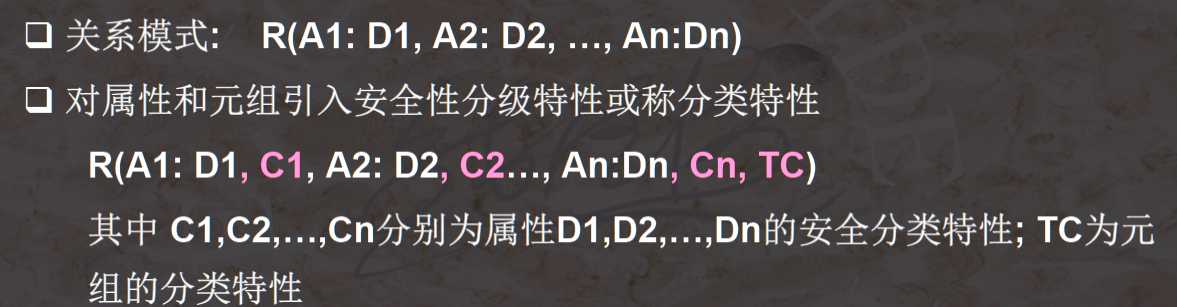 ❑ 关系模式: R(A1: D1, A2: D2, …, An:Dn)
❑ 对属性和元组引入安全性分级特性或称分类特性
R(A1: D1, C1, A2: D2, C2…, An:Dn, Cn, TC)
其中 C1,C2,…,Cn分别为属性D1,D2,…,Dn的安全分类特性; TC为元
组的分类特性